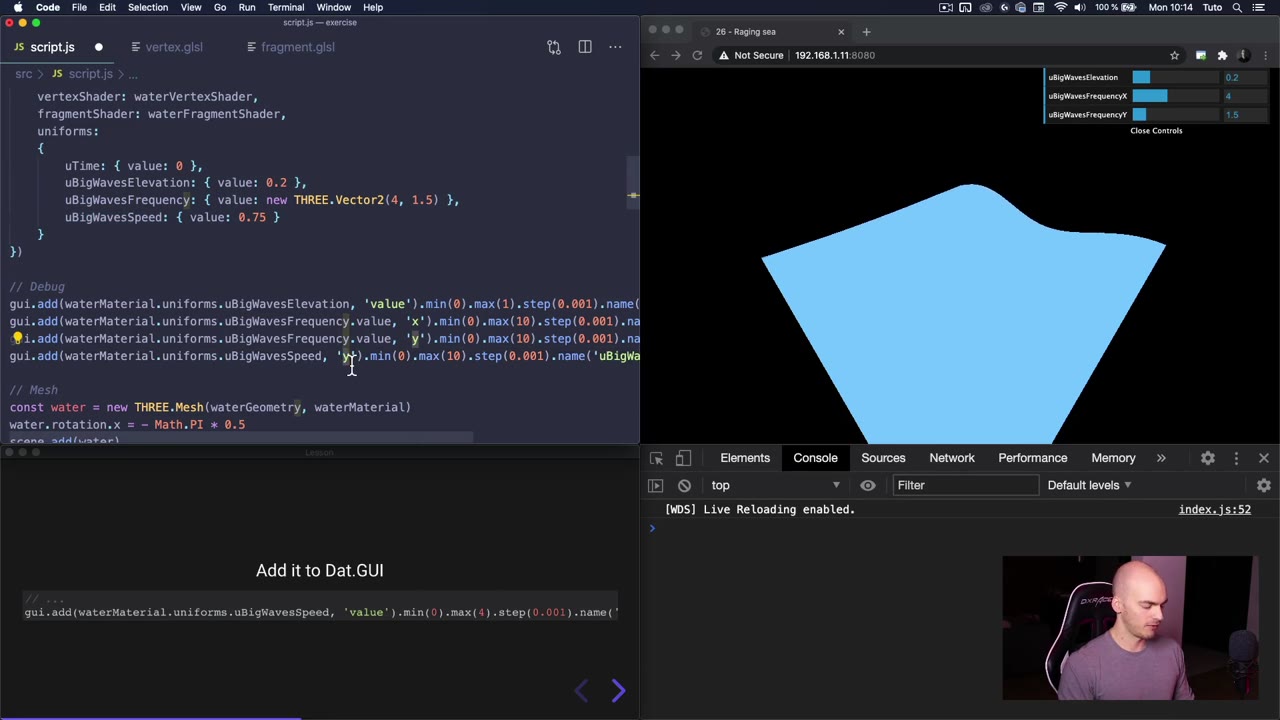 Code File Edit Selection View Go Run Terminal Window Help 100 % Mon 10:14 Tuto
script.js — exercise
JS script.js vertex.glsl fragment.glsl ...
src > JS script.js > ...
vertexShader: waterVertexShader,
fragmentShader: waterFragmentShader,
uniforms:
{
uTime: { value: 0 },
uBigWavesElevation: { value: 0.2 },
uBigWavesFrequency: { value: new THREE.Vector2(4, 1.5) },
uBigWavesSpeed: { value: 0.75 }
}
})
// Debug
gui.add(waterMaterial.uniforms.uBigWavesElevation, 'value').min(0).max(1).step(0.001).name(
gui.add(waterMaterial.uniforms.uBigWavesFrequency.value, 'x').min(0).max(10).step(0.001).na
i.add(waterMaterial.uniforms.uBigWavesFrequency.value, 'y').min(0).max(10).step(0.001).na
gui.add(waterMaterial.uniforms.uBigWavesSpeed, 'y').min(0).max(10).step(0.001).name('uBigWa
// Mesh
const water = new THREE.Mesh(waterGeometry, waterMaterial)
water.rotation.x = - Math.PI * 0.5
scene.add(water)
26 - Raging sea
Not Secure 192.168.1.11:8080
uBigWavesElevation 0.2
uBigWavesFrequencyX 4
uBigWavesFrequencyY 1.5
Close Controls
Elements Console Sources Network Performance Memory
top Filter Default levels
[WDS] Live Reloading enabled. index.js:52
Lesson
Add it to Dat.GUI
// ...
gui.add(waterMaterial.uniforms.uBigWavesSpeed, 'value').min(0).max(4).step(0.001).name('